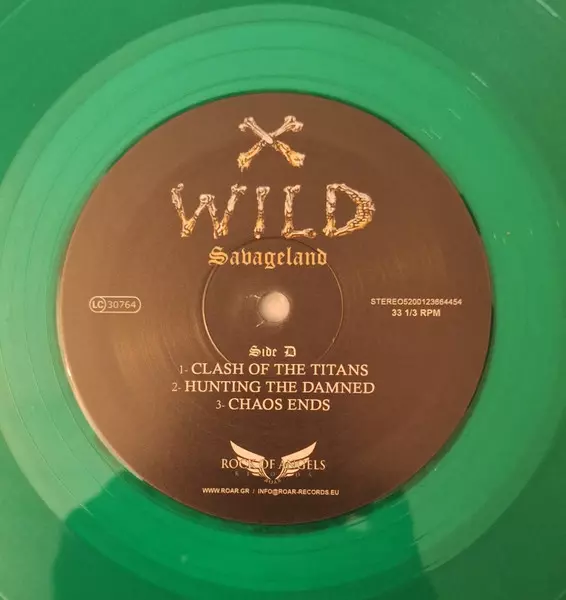 X
WILD
Savageland
LC 30764
STEREO5200123664454
33 1/3 RPM
Side D
1- CLASH OF THE TITANS
2- HUNTING THE DAMNED
3- CHAOS ENDS
ROCK OF ANGELS
RECORDS
WWW.ROAR.GR / INFO@ROAR-RECORDS.EU